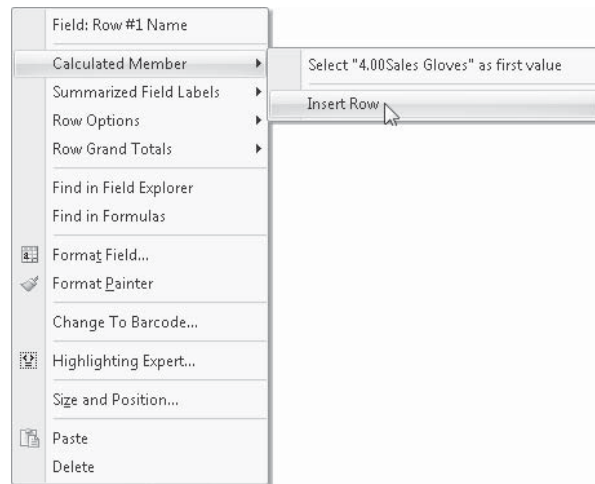 Field: Row #1 Name
Calculated Member
Select "4.00Sales Gloves" as first value
Insert Row
Summarized Field Labels
Row Options
Row Grand Totals
Find in Field Explorer
Find in Formulas
Format Field...
Format Painter
Change To Barcode...
Highlighting Expert...
Size and Position...
Paste
Delete